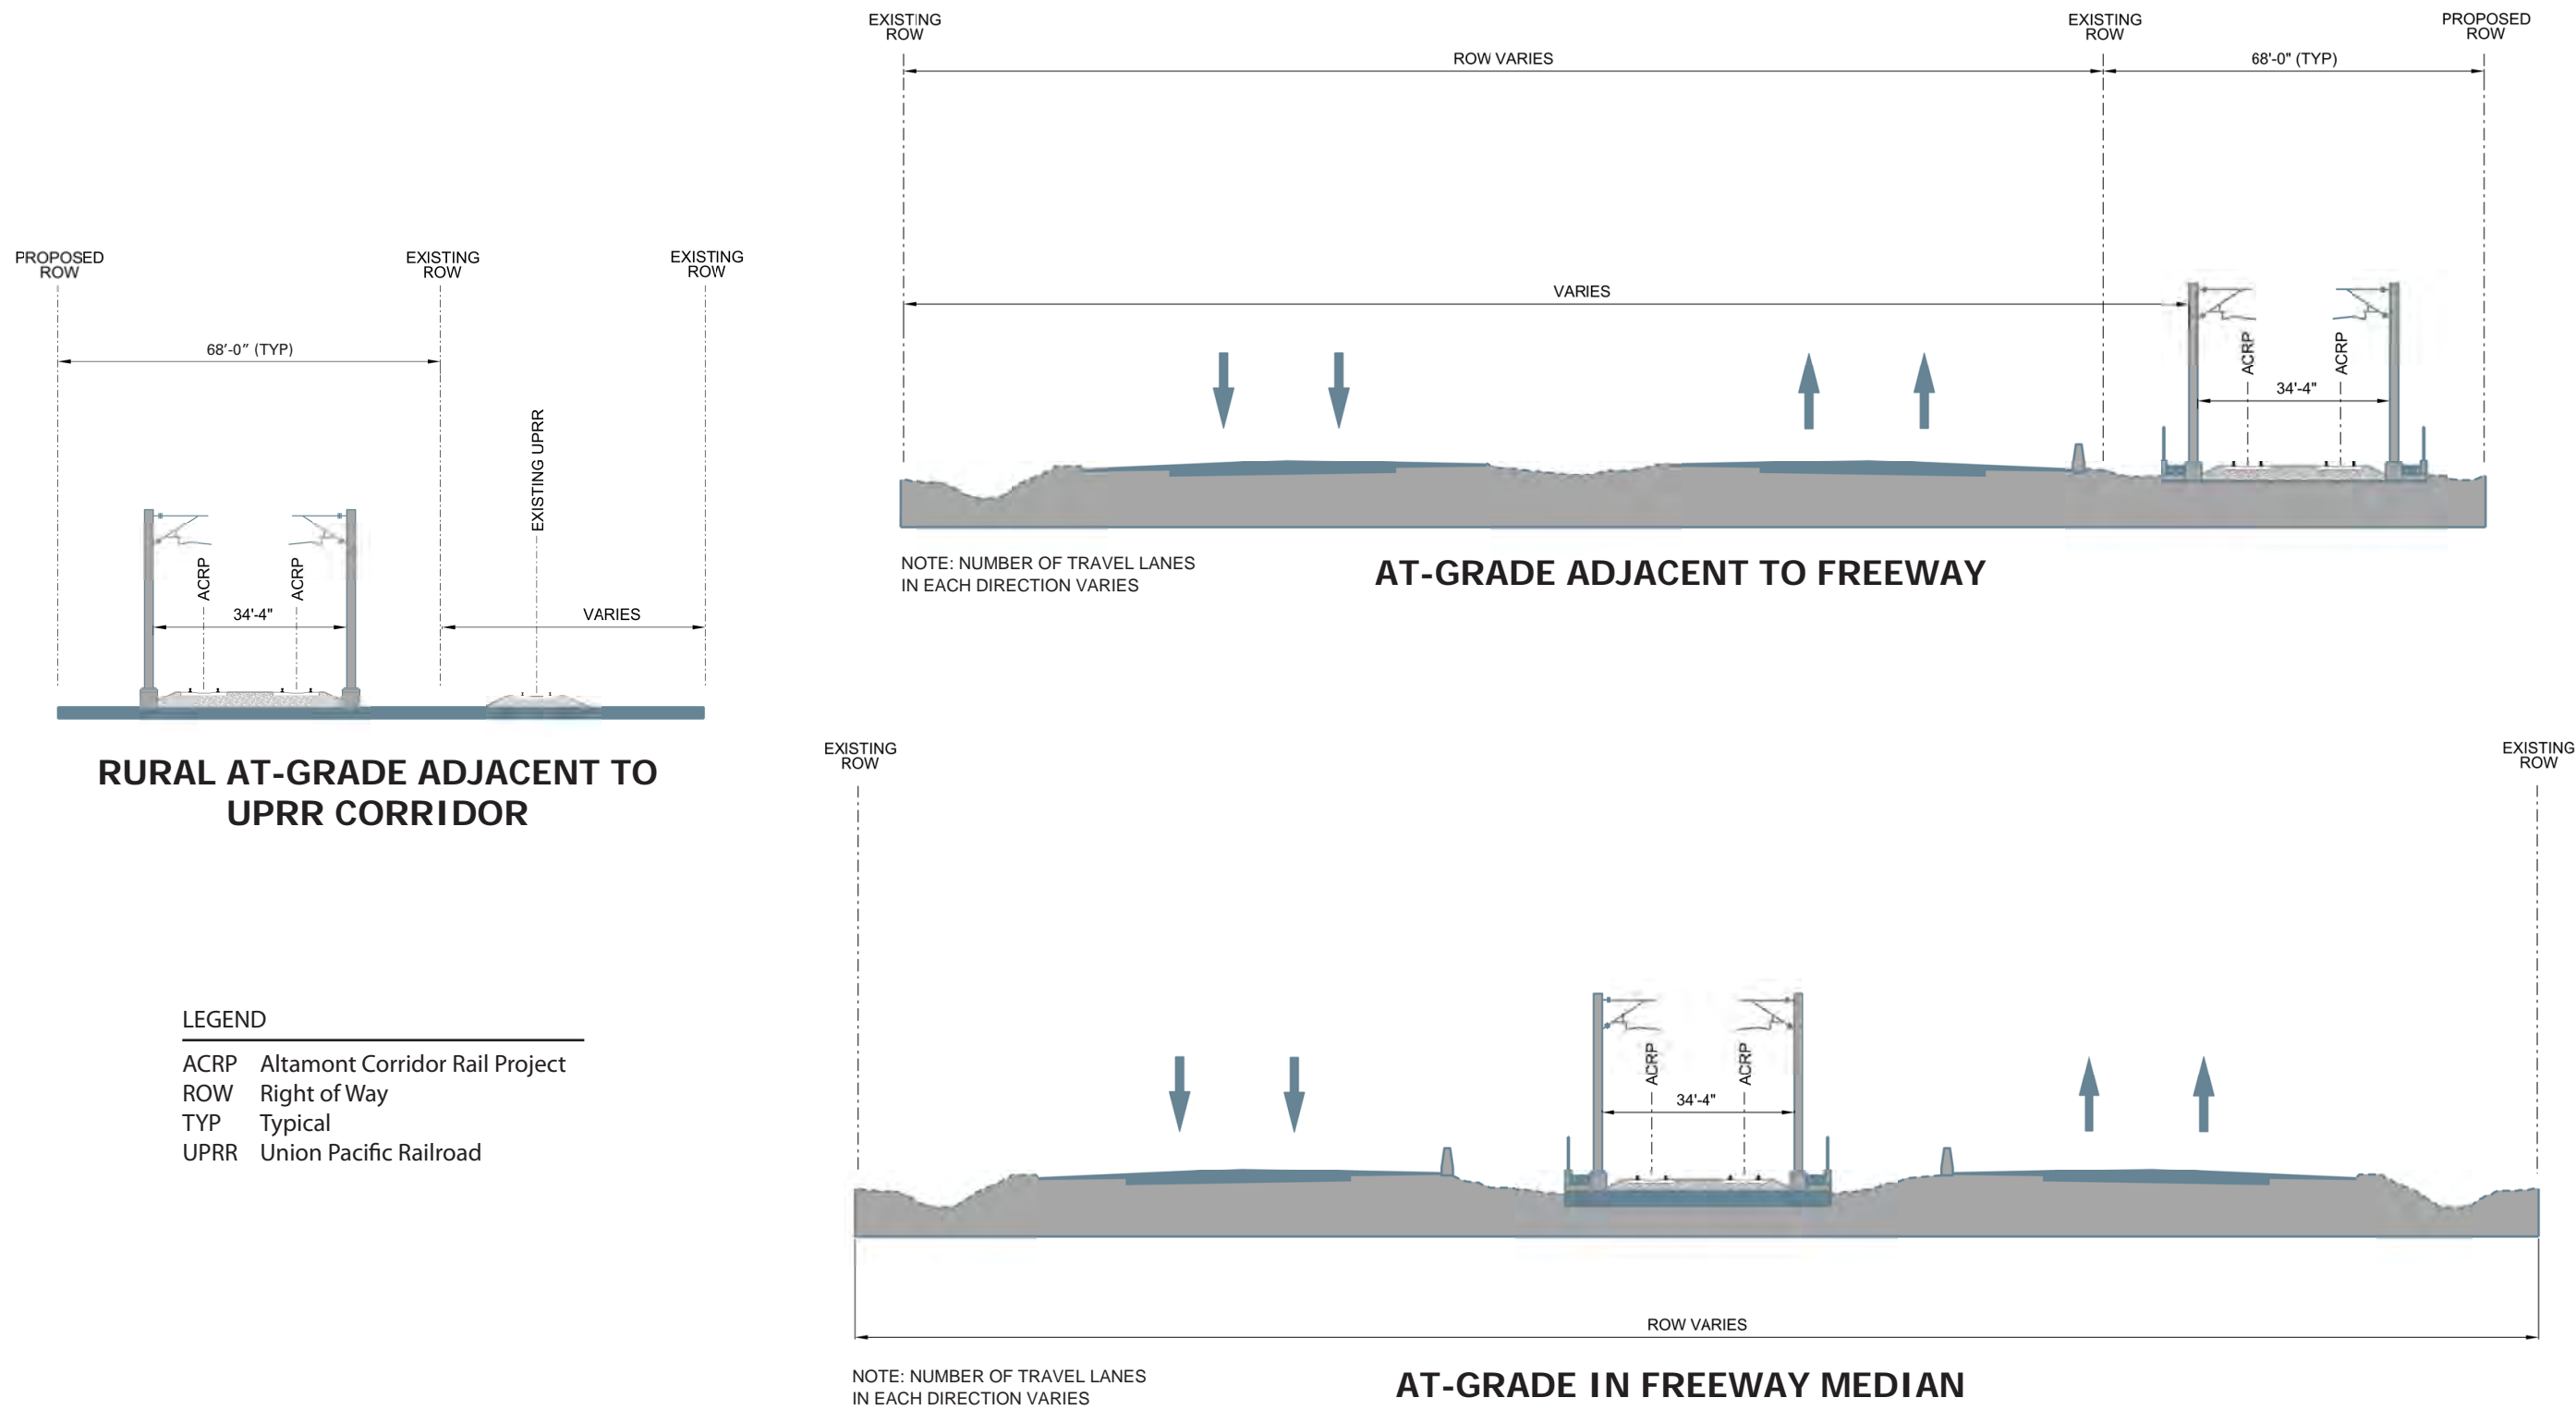 PROPOSED
ROW
EXISTING
ROW
EXISTING
ROW
68'-0" (TYP)
EXISTING UPRR
ACRP
ACRP
34'-4"
VARIES
RURAL AT-GRADE ADJACENT TO
UPRR CORRIDOR
LEGEND
ACRP Altamont Corridor Rail Project
ROW Right of Way
TYP Typical
UPRR Union Pacific Railroad
EXISTING
ROW
EXISTING
ROW
PROPOSED
ROW
ROW VARIES
68'-0" (TYP)
VARIES
ACRP
ACRP
34'-4"
NOTE: NUMBER OF TRAVEL LANES
IN EACH DIRECTION VARIES
AT-GRADE ADJACENT TO FREEWAY
EXISTING
ROW
EXISTING
ROW
ACRP
ACRP
34'-4"
ROW VARIES
NOTE: NUMBER OF TRAVEL LANES
IN EACH DIRECTION VARIES
AT-GRADE IN FREEWAY MEDIAN